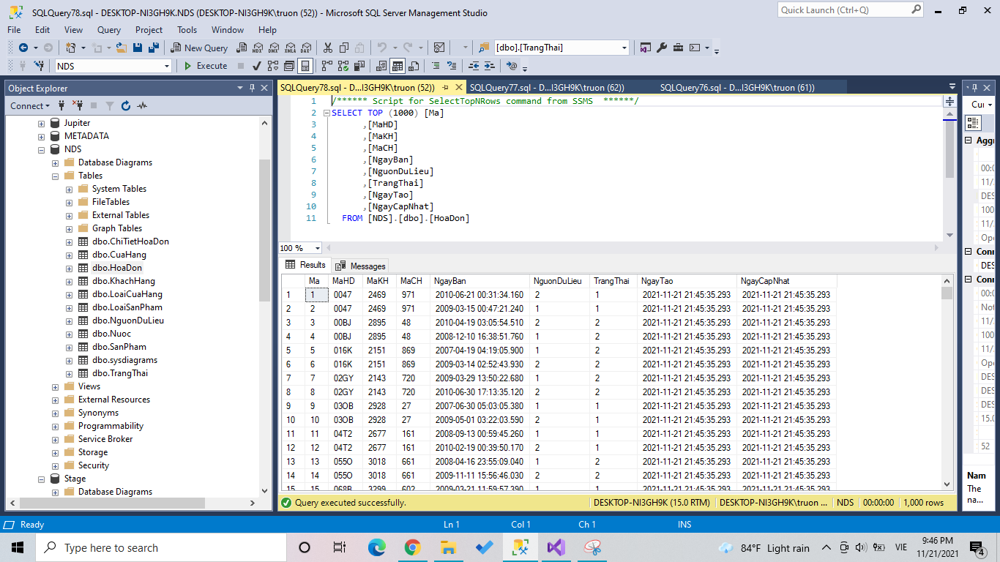 SQLQuery78.sql - DESKTOP-NI3GH9K.NDS (DESKTOP-NI3GH9K\truon (52)) - Microsoft SQL Server Management Studio
Quick Launch (Ctrl+Q)
File Edit View Query Project Tools Window Help
New Query
[dbo].[TrangThai]
NDS
Execute
Object Explorer
Connect
Jupiter
METADATA
NDS
Database Diagrams
Tables
System Tables
FileTables
External Tables
Graph Tables
dbo.ChiTietHoaDon
dbo.CuaHang
dbo.HoaDon
dbo.KhachHang
dbo.LoaiCuaHang
dbo.LoaiSanPham
dbo.NguonDuLieu
dbo.Nuoc
dbo.SanPham
dbo.sysdiagrams
dbo.TrangThai
Views
External Resources
Synonyms
Programmability
Service Broker
Storage
Security
Stage
Database Diagrams
SQLQuery78.sql - D...I3GH9K\truon (52)) SQLQuery77.sql - D...I3GH9K\truon (62)) SQLQuery76.sql - D...I3GH9K\truon (61))
1 /****** Script for SelectTopNRows command from SSMS ******/
2 SELECT TOP (1000) [Ma]
3 ,[MaHD]
4 ,[MaKH]
5 ,[MaCH]
6 ,[NgayBan]
7 ,[NguonDuLieu]
8 ,[TrangThai]
9 ,[NgayTao]
10 ,[NgayCapNhat]
11 FROM [NDS].[dbo].[HoaDon]
100 %
Results Messages
Ma MaHD MaKH MaCH NgayBan NguonDuLieu TrangThai NgayTao NgayCapNhat
1 1 0047 2469 971 2010-06-21 00:31:34.160 2 1 2021-11-21 21:45:35.293 2021-11-21 21:45:35.293
2 2 0047 2469 971 2009-03-15 00:47:21.240 1 1 2021-11-21 21:45:35.293 2021-11-21 21:45:35.293
3 3 00BJ 2895 48 2010-04-19 03:05:54.510 2 2 2021-11-21 21:45:35.293 2021-11-21 21:45:35.293
4 4 00BJ 2895 48 2008-12-10 16:38:51.760 1 2 2021-11-21 21:45:35.293 2021-11-21 21:45:35.293
5 5 016K 2151 869 2007-04-19 04:19:05.900 1 2 2021-11-21 21:45:35.293 2021-11-21 21:45:35.293
6 6 016K 2151 869 2009-03-14 02:52:43.930 2 2 2021-11-21 21:45:35.293 2021-11-21 21:45:35.293
7 7 02GY 2143 720 2009-03-29 13:50:22.680 1 2 2021-11-21 21:45:35.293 2021-11-21 21:45:35.293
8 8 02GY 2143 720 2010-06-30 17:13:35.120 2 2 2021-11-21 21:45:35.293 2021-11-21 21:45:35.293
9 9 03OB 2928 27 2007-06-30 05:03:05.380 1 1 2021-11-21 21:45:35.293 2021-11-21 21:45:35.293
10 10 03OB 2928 27 2009-05-01 03:22:03.590 2 1 2021-11-21 21:45:35.293 2021-11-21 21:45:35.293
11 11 04T2 2677 161 2008-09-13 00:59:45.260 1 1 2021-11-21 21:45:35.293 2021-11-21 21:45:35.293
12 12 04T2 2677 161 2010-02-19 00:39:50.170 2 1 2021-11-21 21:45:35.293 2021-11-21 21:45:35.293
13 13 055O 3018 661 2008-04-16 23:55:09.040 1 2 2021-11-21 21:45:35.293 2021-11-21 21:45:35.293
14 14 055O 3018 661 2009-11-11 15:56:46.030 2 2 2021-11-21 21:45:35.293 2021-11-21 21:45:35.293
15 15 068B 3299 602 2009-03-21 11:59:57.390 1 1 2021-11-21 21:45:35.293 2021-11-21 21:45:35.293
Query executed successfully. DESKTOP-NI3GH9K (15.0 RTM) DESKTOP-NI3GH9K\truon ... NDS 00:00:00 1,000 rows
Cur
Aggr
00:0
11/
DES
100
11/
Ope
Conn
DES
Conn
00:0
Not
11/
100
11/
Ope
DES
DES
DES
15.0
52
Nam
The
na...
Ready Ln 1 Col 1 Ch 1 INS
Type here to search
84°F Light rain
VIE
9:46 PM
11/21/2021
4